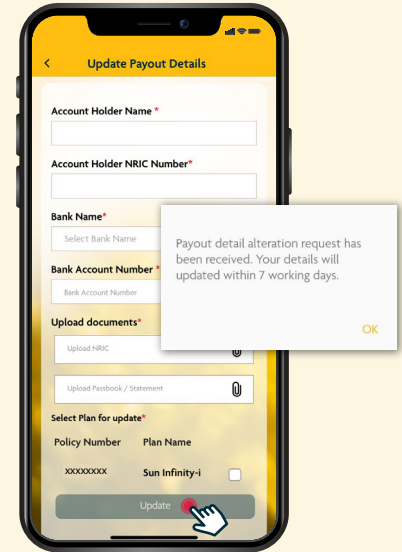 Update Payout Details
Account Holder Name *
Account Holder NRIC Number*
Bank Name*
Select Bank Name
Bank Account Number *
Bank Account Number
Payout detail alteration request has
been received. Your details will
updated within 7 working days.
OK
Upload documents*
Upload NRIC
Upload Passbook / Statement
Select Plan for update*
Policy Number Plan Name
xxxxxxxx Sun Infinity-i
Update